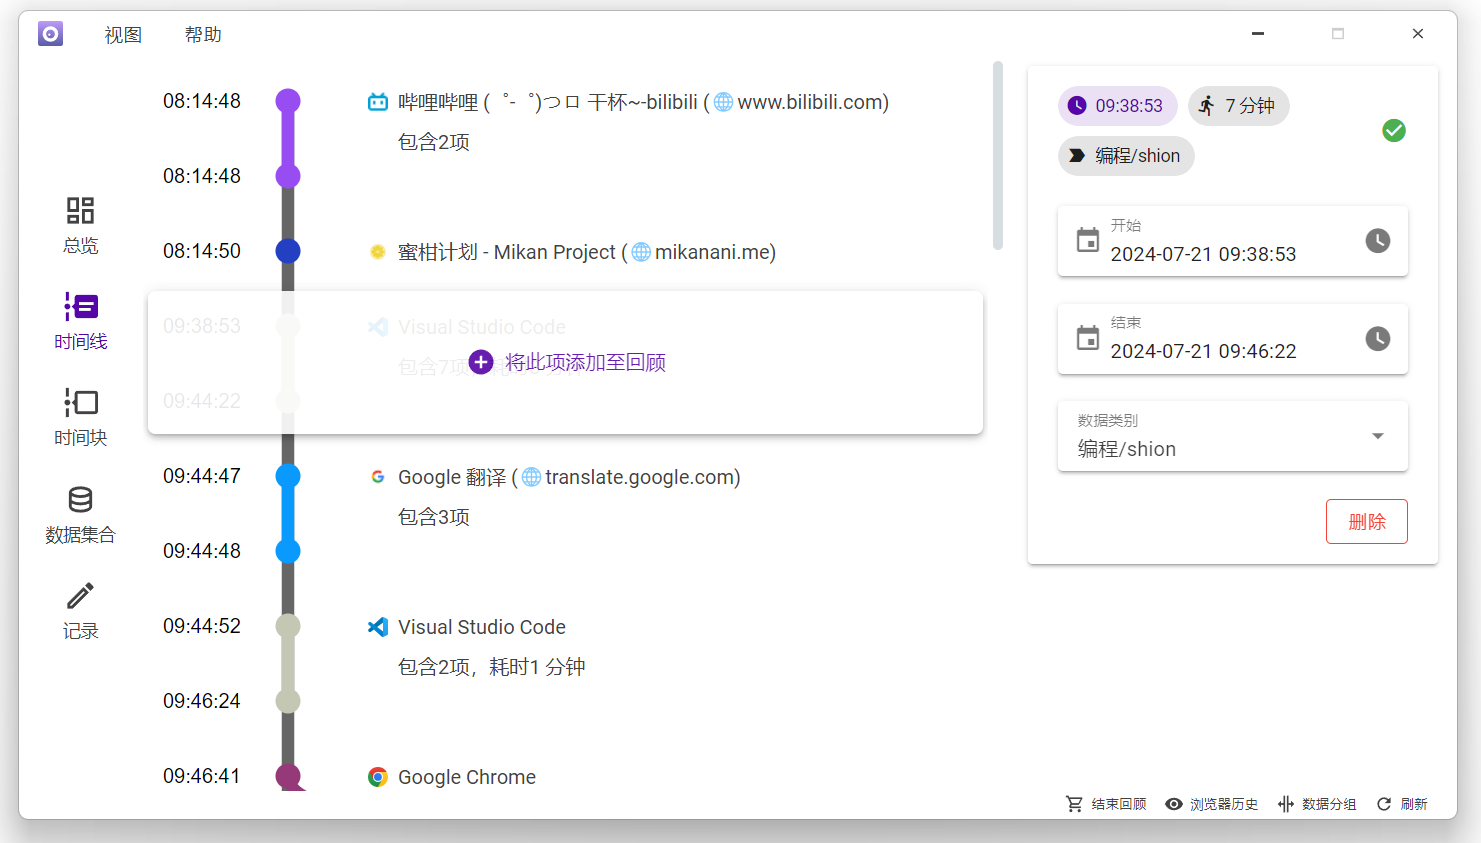 视图
帮助
总览
时间线
时间块
数据集合
记录
08:14:48
哔哩哔哩 (゜-゜)つロ 干杯~-bilibili (www.bilibili.com)
包含2项
08:14:48
08:14:50
蜜柑计划 - Mikan Project (mikanani.me)
09:38:53
Visual Studio Code
包含7项
将此项添加至回顾
09:44:22
09:44:47
Google 翻译 (translate.google.com)
包含3项
09:44:48
09:44:52
Visual Studio Code
包含2项，耗时1 分钟
09:46:24
09:46:41
Google Chrome
09:38:53
7 分钟
编程/shion
开始
2024-07-21 09:38:53
结束
2024-07-21 09:46:22
数据类别
编程/shion
删除
结束回顾
浏览器历史
数据分组
刷新